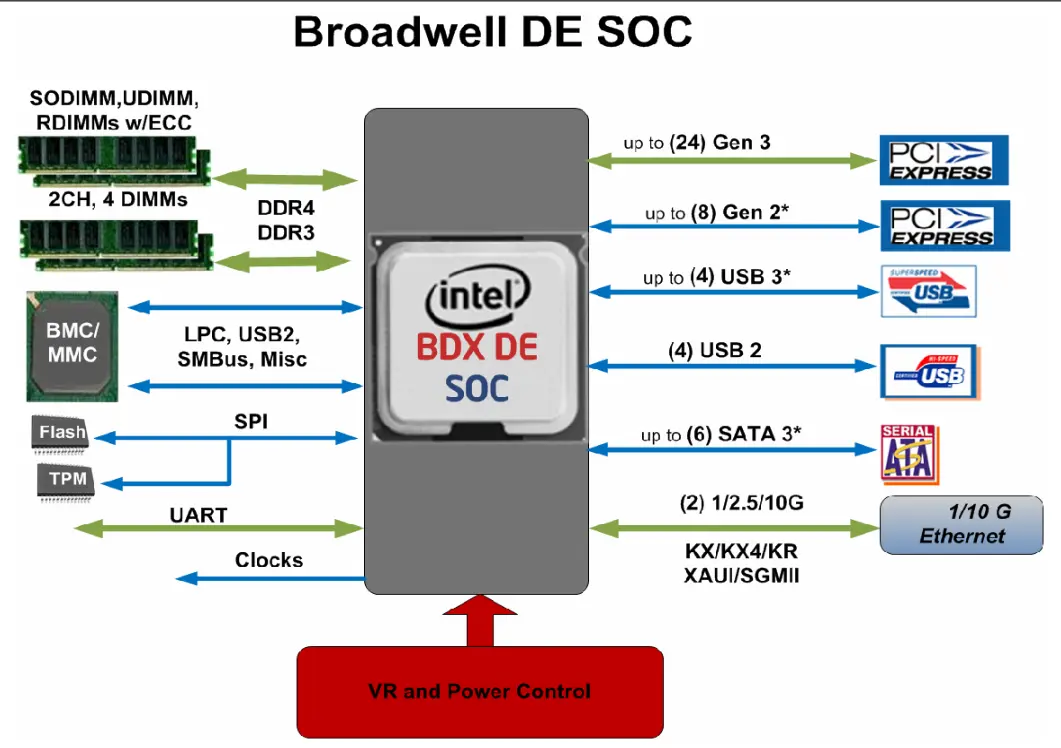 Broadwell DE SOC
SODIMM,UDIMM,
RDIMMs w/ECC
2CH, 4 DIMMs
DDR4
DDR3
BMC/
MMC
LPC, USB2,
SMBus, Misc
Flash
SPI
TPM
UART
Clocks
intel
BDX DE
SOC
up to (24) Gen 3
PCI
EXPRESS
up to (8) Gen 2*
PCI
EXPRESS
up to (4) USB 3*
SUPERSPEED
CERTIFIED USB
(4) USB 2
HI-SPEED
CERTIFIED USB
up to (6) SATA 3*
SERIAL
ATA
(2) 1/2.5/10G
KX/KX4/KR
XAUI/SGMII
1/10 G
Ethernet
VR and Power Control